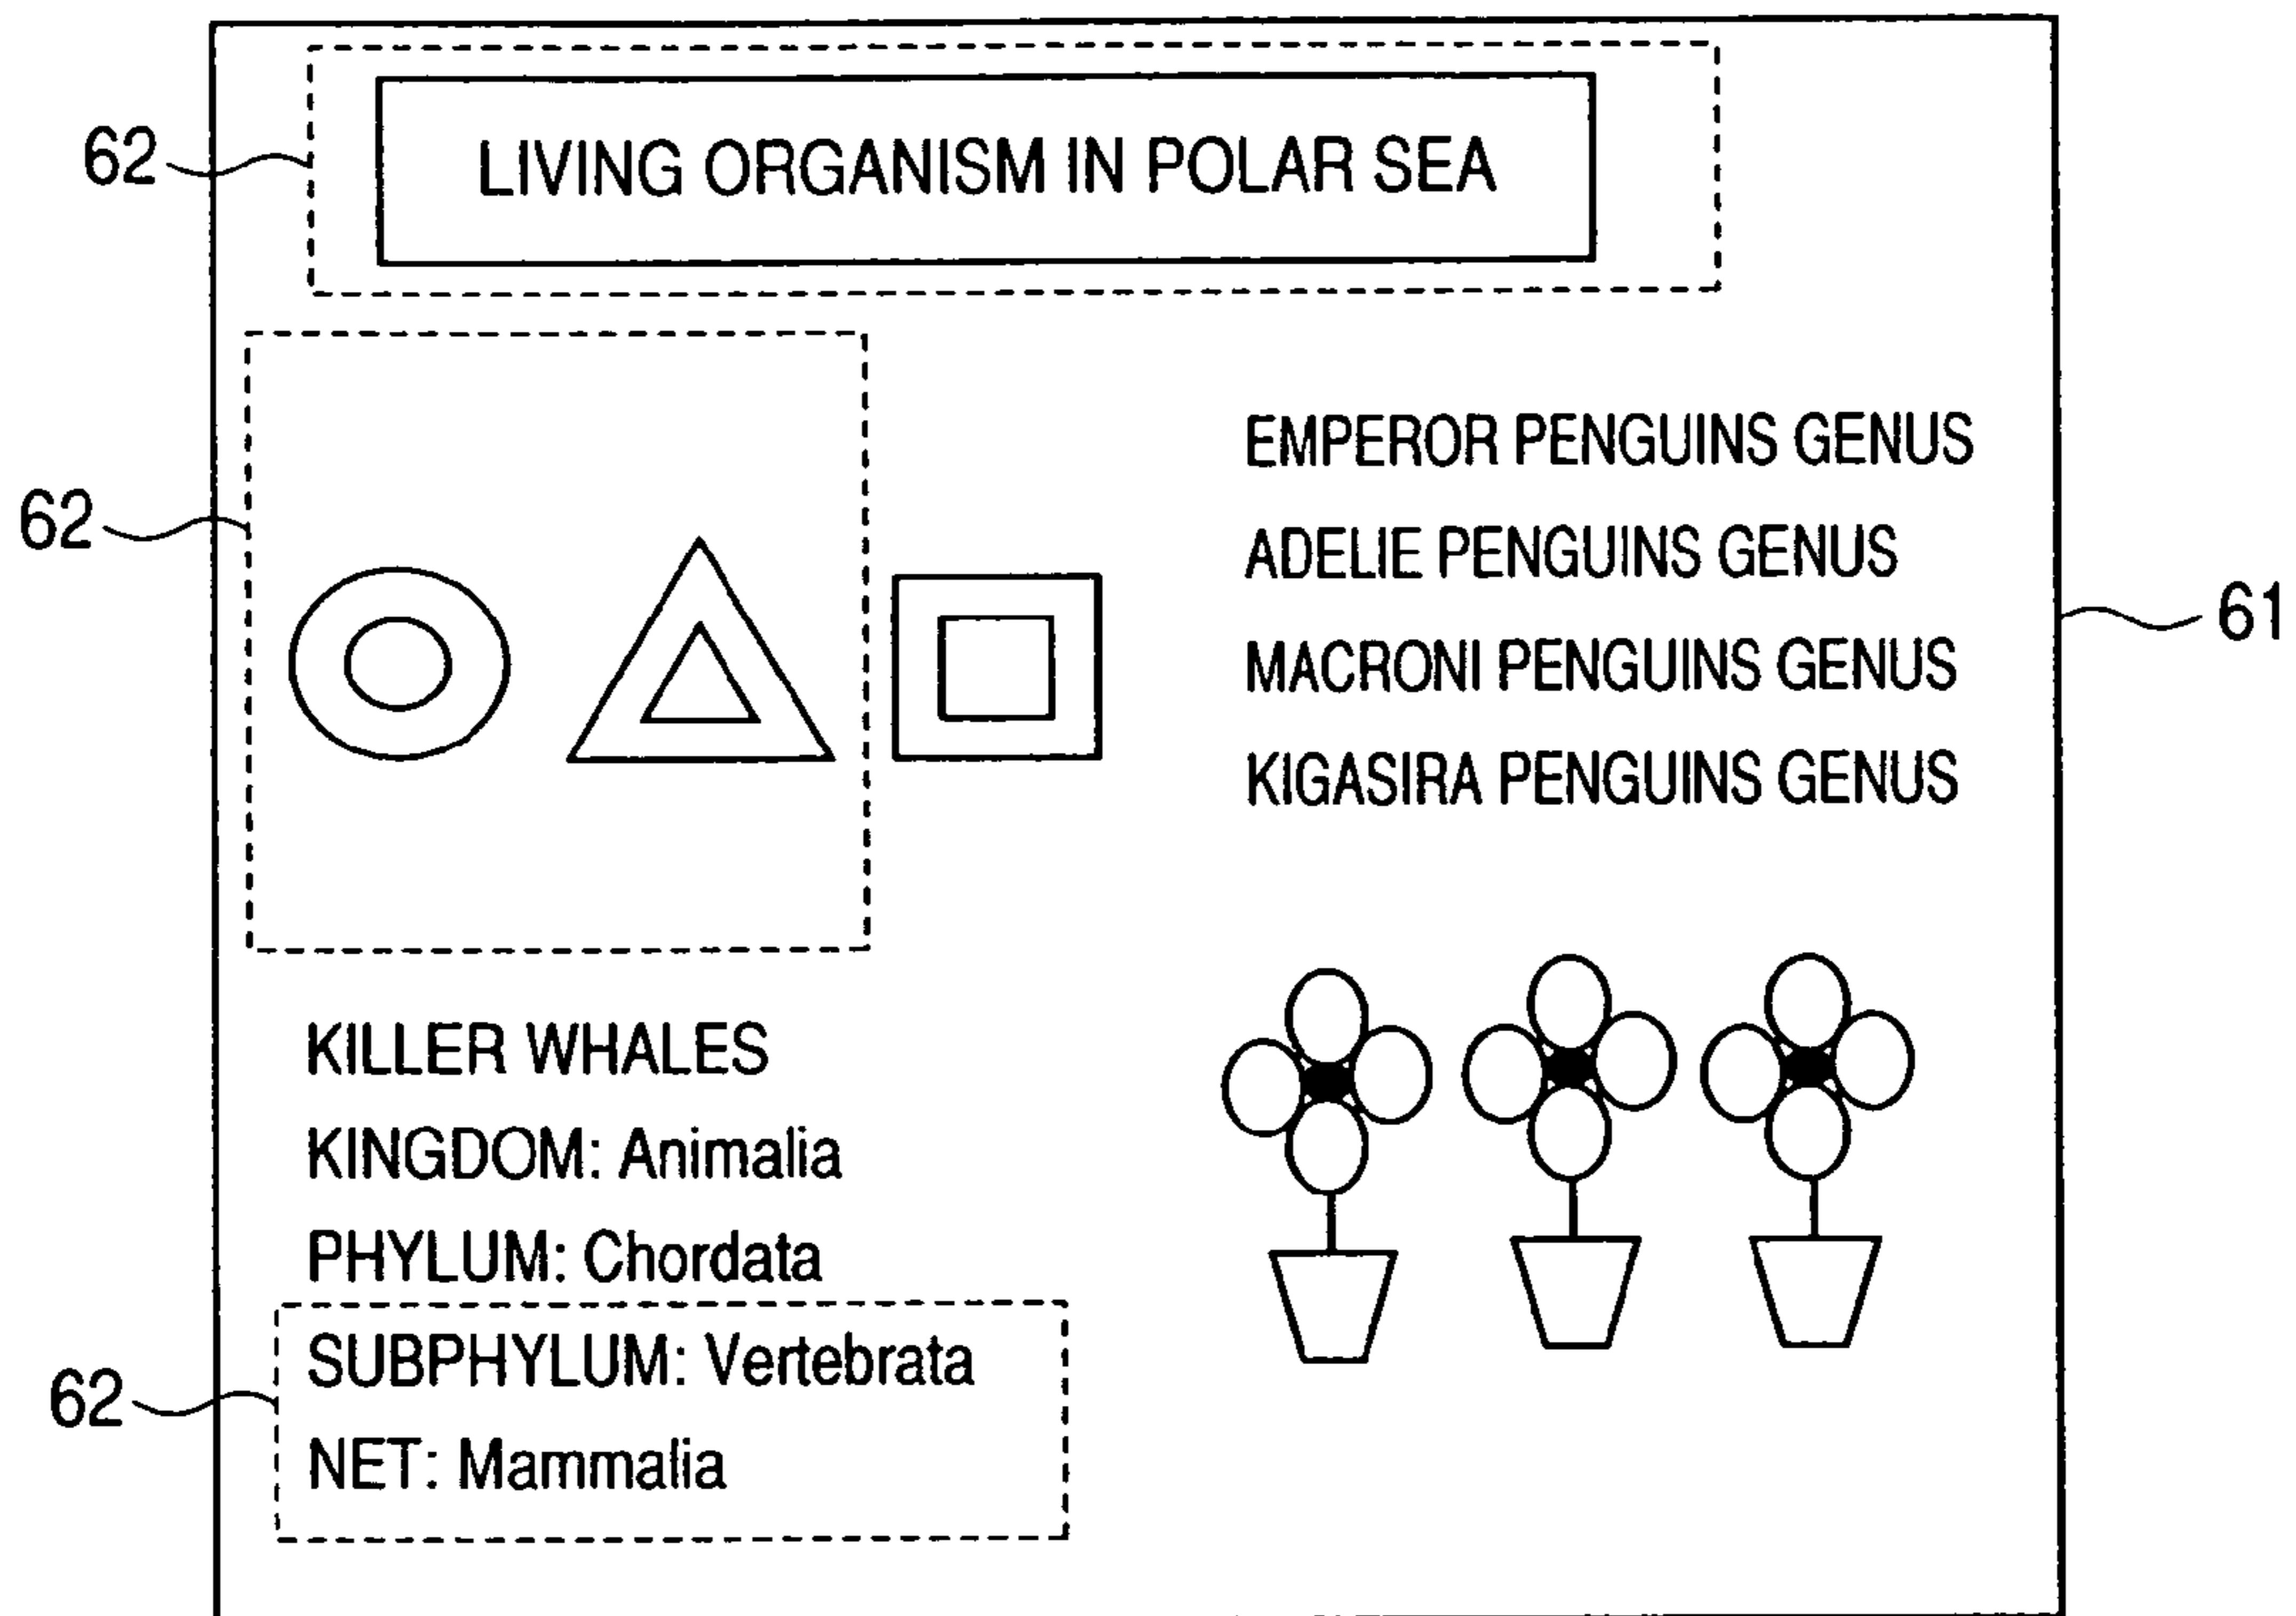 62
LIVING ORGANISM IN POLAR SEA
62
EMPEROR PENGUINS GENUS
ADELIE PENGUINS GENUS
61
MACRONI PENGUINS GENUS
KIGASIRA PENGUINS GENUS
KILLER WHALES
KINGDOM: Animalia
PHYLUM: Chordata
62
SUBPHYLUM: Vertebrata
NET: Mammalia